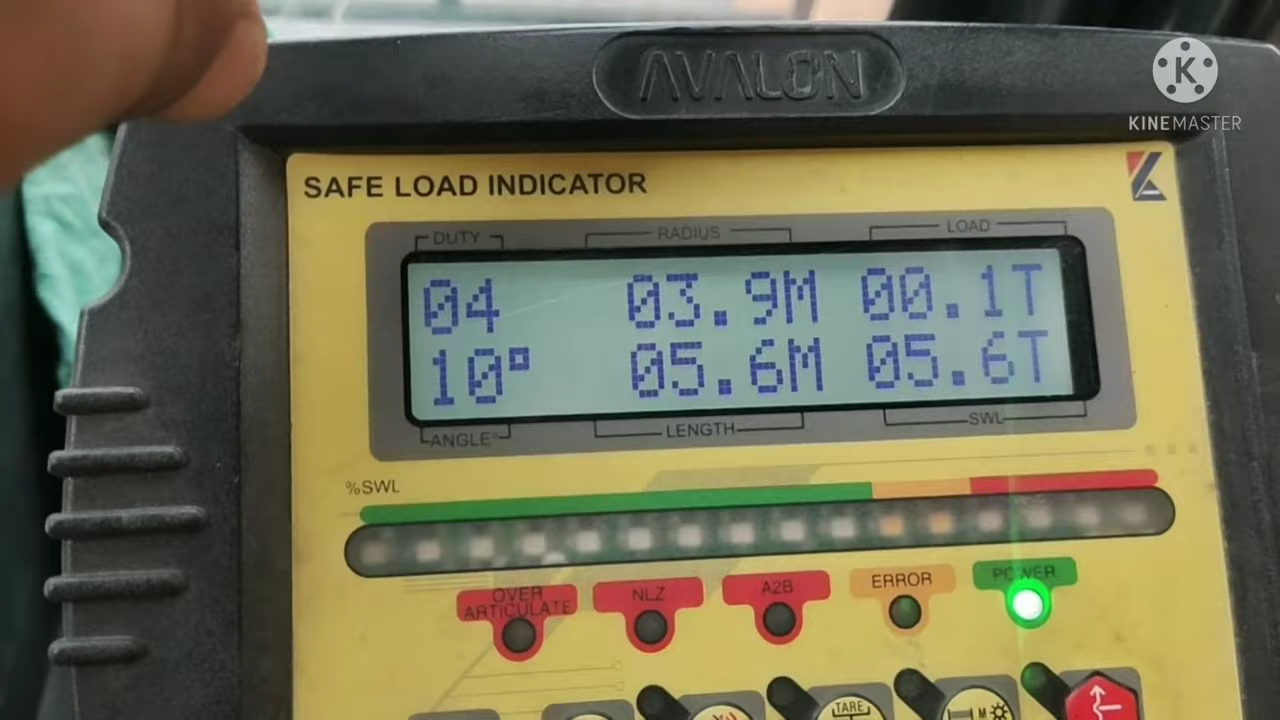 AVALON
K
KINEMASTER
SAFE LOAD INDICATOR
DUTY RADIUS LOAD
04 03.9M 00.1T
10° 05.6M 05.6T
ANGLE° LENGTH SWL
%SWL
OVER ARTICULATE NLZ A2B ERROR POWER
TARE M